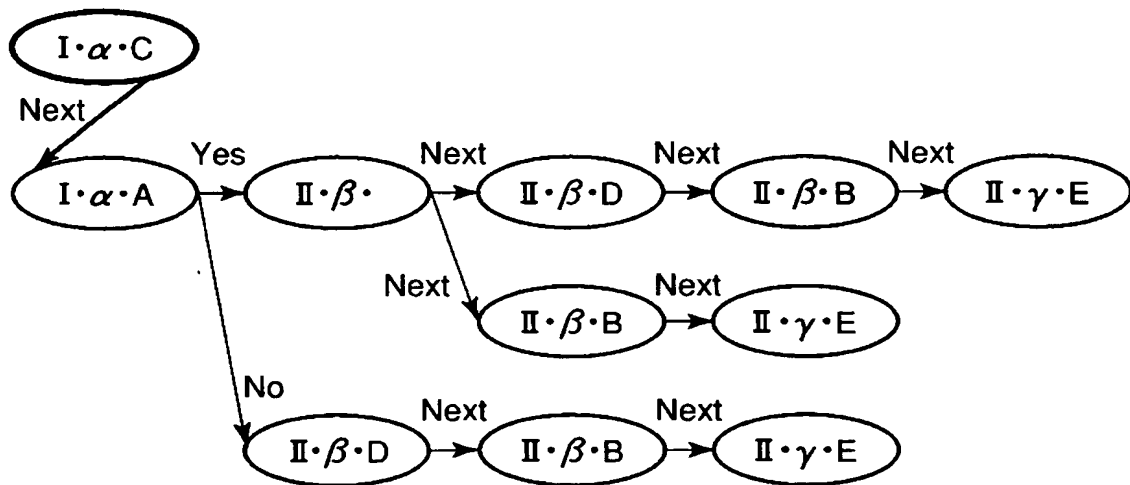 I·α·C
Next
Yes Next Next Next
I·α·A II·β· II·β·D II·β·B II·γ·E
Next Next
II·β·B II·γ·E
No Next Next
II·β·D II·β·B II·γ·E